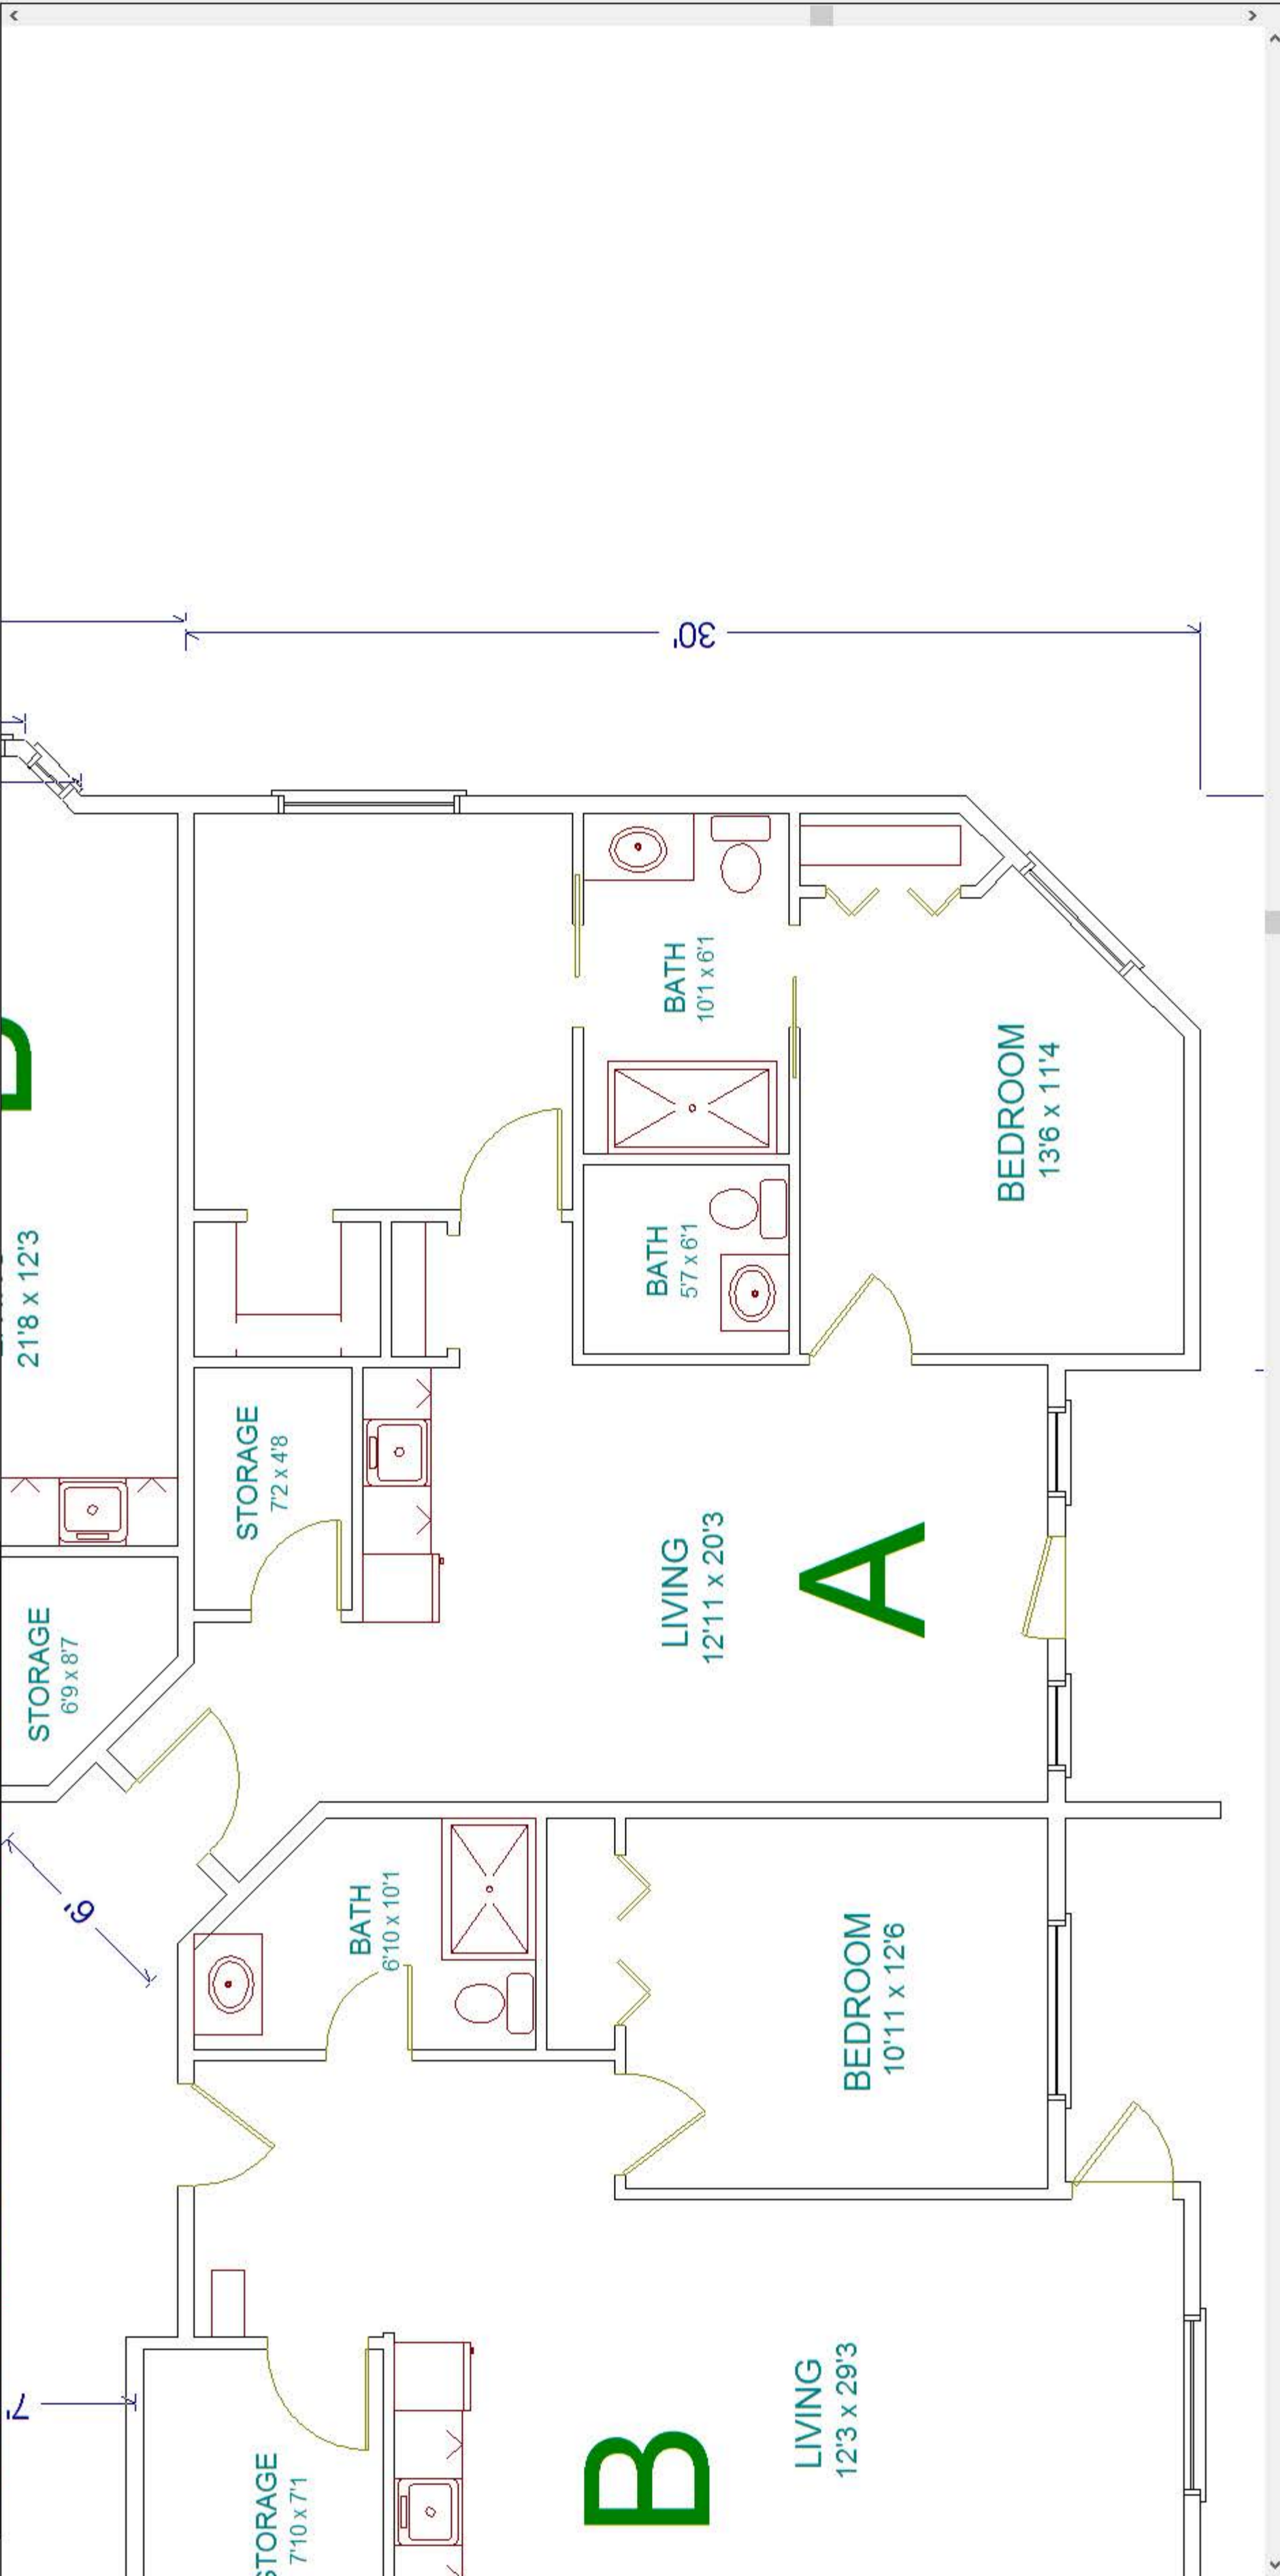 30'
BATH
10'1 x 6'1
BEDROOM
13'6 x 11'4
BATH
5'7 x 6'1
21'8 x 12'3
STORAGE
7'2 x 4'8
LIVING
12'11 x 20'3
A
STORAGE
6'9 x 8'7
6'
BATH
6'10 x 10'1
BEDROOM
10'11 x 12'6
7'
STORAGE
7'10 x 7'1
B
LIVING
12'3 x 29'3